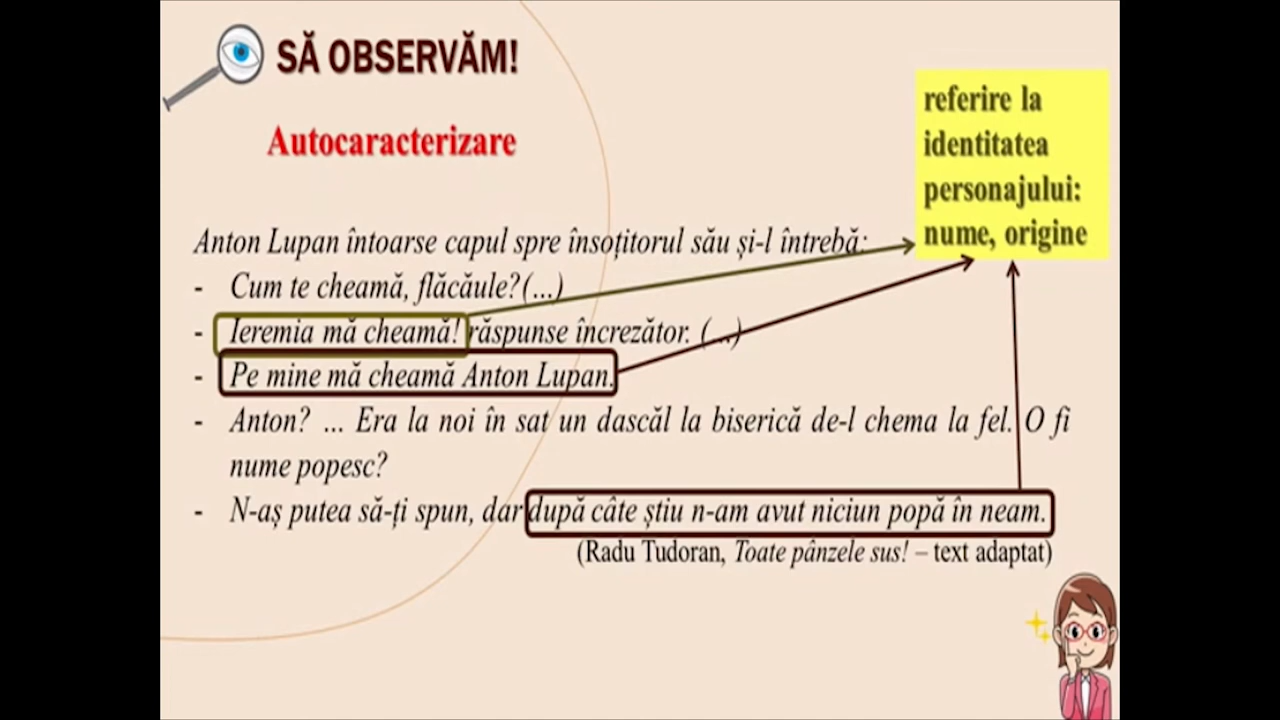 SĂ OBSERVĂM!
Autocaracterizare
referire la
identitatea
personajului:
nume, origine
Anton Lupan întoarse capul spre însoțitorul său și-l întrebă:
- Cum te cheamă, flăcăule?(...)
- Ieremia mă cheamă! răspunse încrezător. (...)
- Pe mine mă cheamă Anton Lupan.
- Anton? ... Era la noi în sat un dascăl la biserică de-l chema la fel. O fi
nume popesc?
- N-aș putea să-ți spun, dar după câte știu n-am avut niciun popă în neam.
(Radu Tudoran, Toate pânzele sus! – text adaptat)